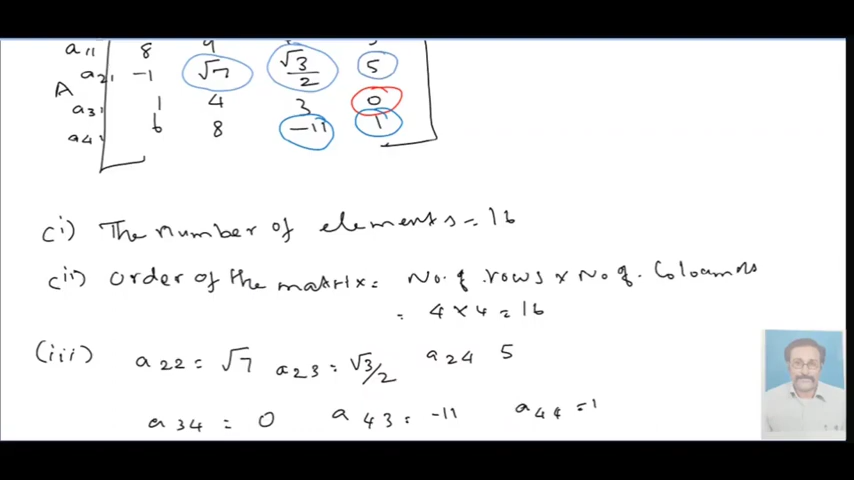 a11 8 9
a21 -1 √7 √3/2 5
A
a31 1 4 3 0
a41 6 8 -11 1
(i) The number of elements = 16
(ii) Order of the matrix = No. of rows x No of. Coloumns
= 4 x 4 = 16
(iii) a22 = √7 a23 = √3/2 a24 5
a34 = 0 a43 = -11 a44 = 1